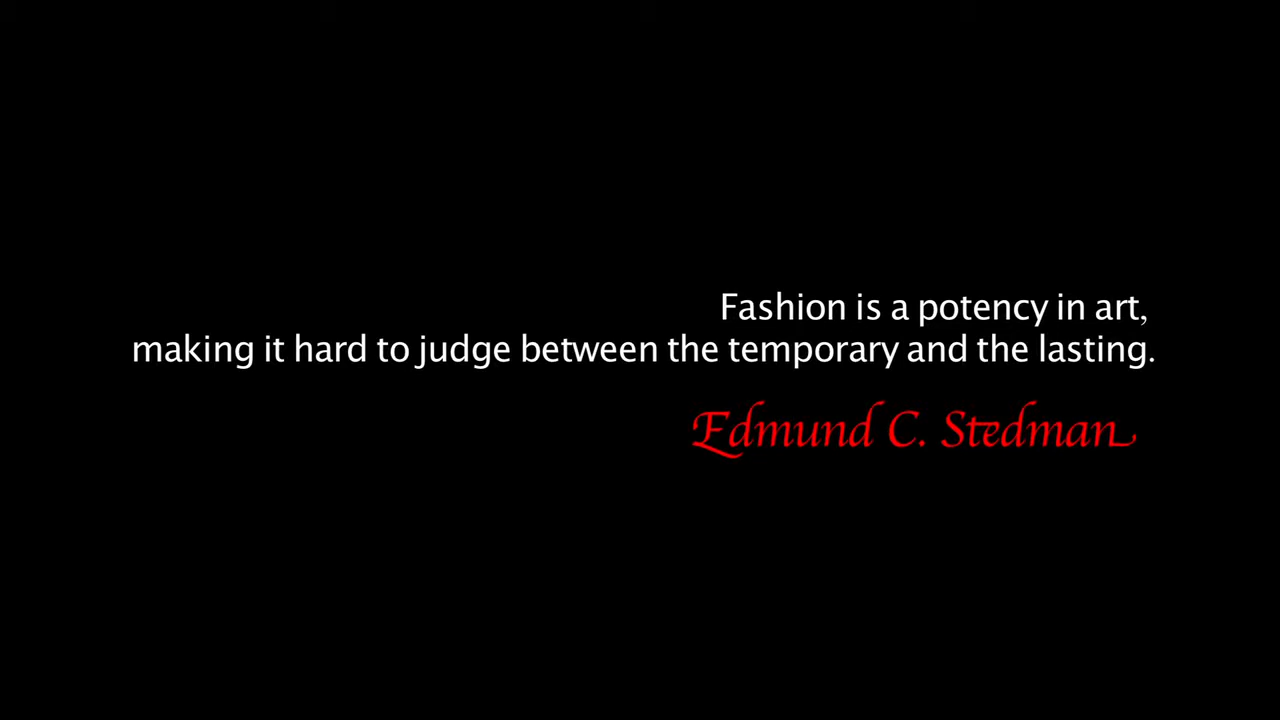 Fashion is a potency in art,
making it hard to judge between the temporary and the lasting.
Edmund C. Stedman